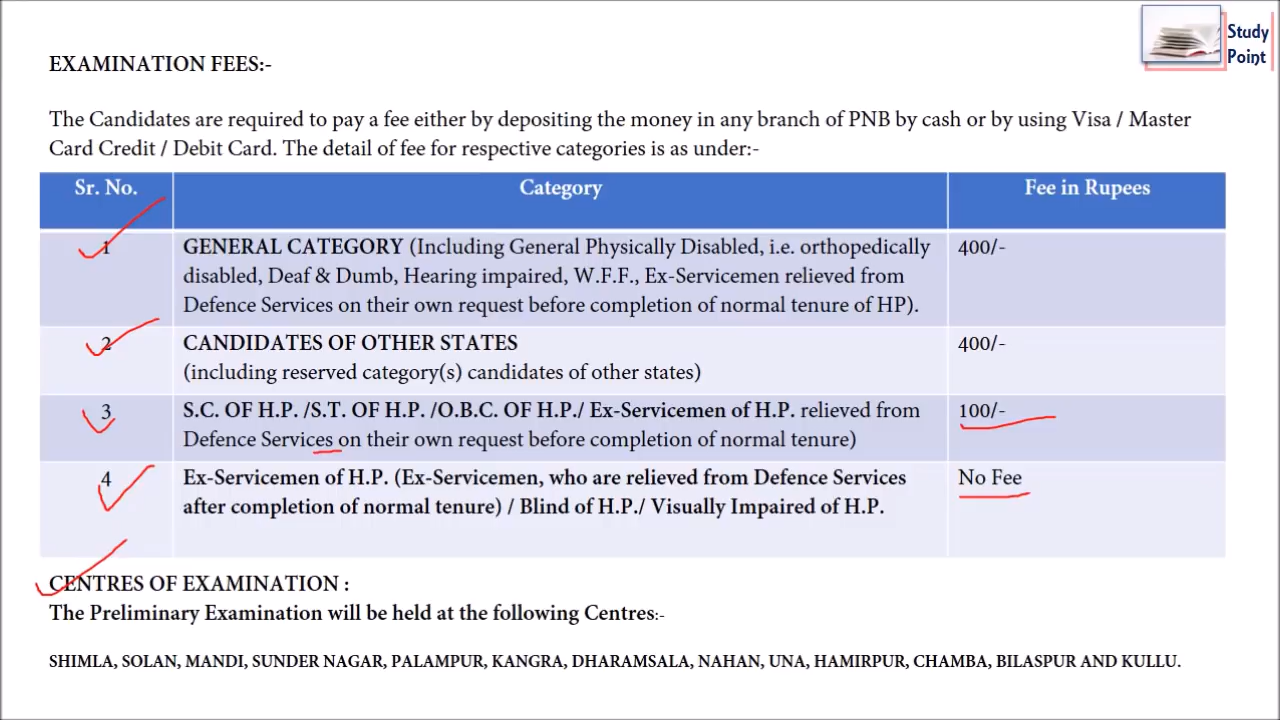 Study
Point
EXAMINATION FEES:-
The Candidates are required to pay a fee either by depositing the money in any branch of PNB by cash or by using Visa / Master
Card Credit / Debit Card. The detail of fee for respective categories is as under:-
Sr. No. Category Fee in Rupees
1 GENERAL CATEGORY (Including General Physically Disabled, i.e. orthopedically 400/-
disabled, Deaf & Dumb, Hearing impaired, W.F.F., Ex-Servicemen relieved from
Defence Services on their own request before completion of normal tenure of HP).
2 CANDIDATES OF OTHER STATES 400/-
(including reserved category(s) candidates of other states)
3 S.C. OF H.P. /S.T. OF H.P. /O.B.C. OF H.P./ Ex-Servicemen of H.P. relieved from 100/-
Defence Services on their own request before completion of normal tenure)
4 Ex-Servicemen of H.P. (Ex-Servicemen, who are relieved from Defence Services No Fee
after completion of normal tenure) / Blind of H.P./ Visually Impaired of H.P.
CENTRES OF EXAMINATION :
The Preliminary Examination will be held at the following Centres:-
SHIMLA, SOLAN, MANDI, SUNDER NAGAR, PALAMPUR, KANGRA, DHARAMSALA, NAHAN, UNA, HAMIRPUR, CHAMBA, BILASPUR AND KULLU.